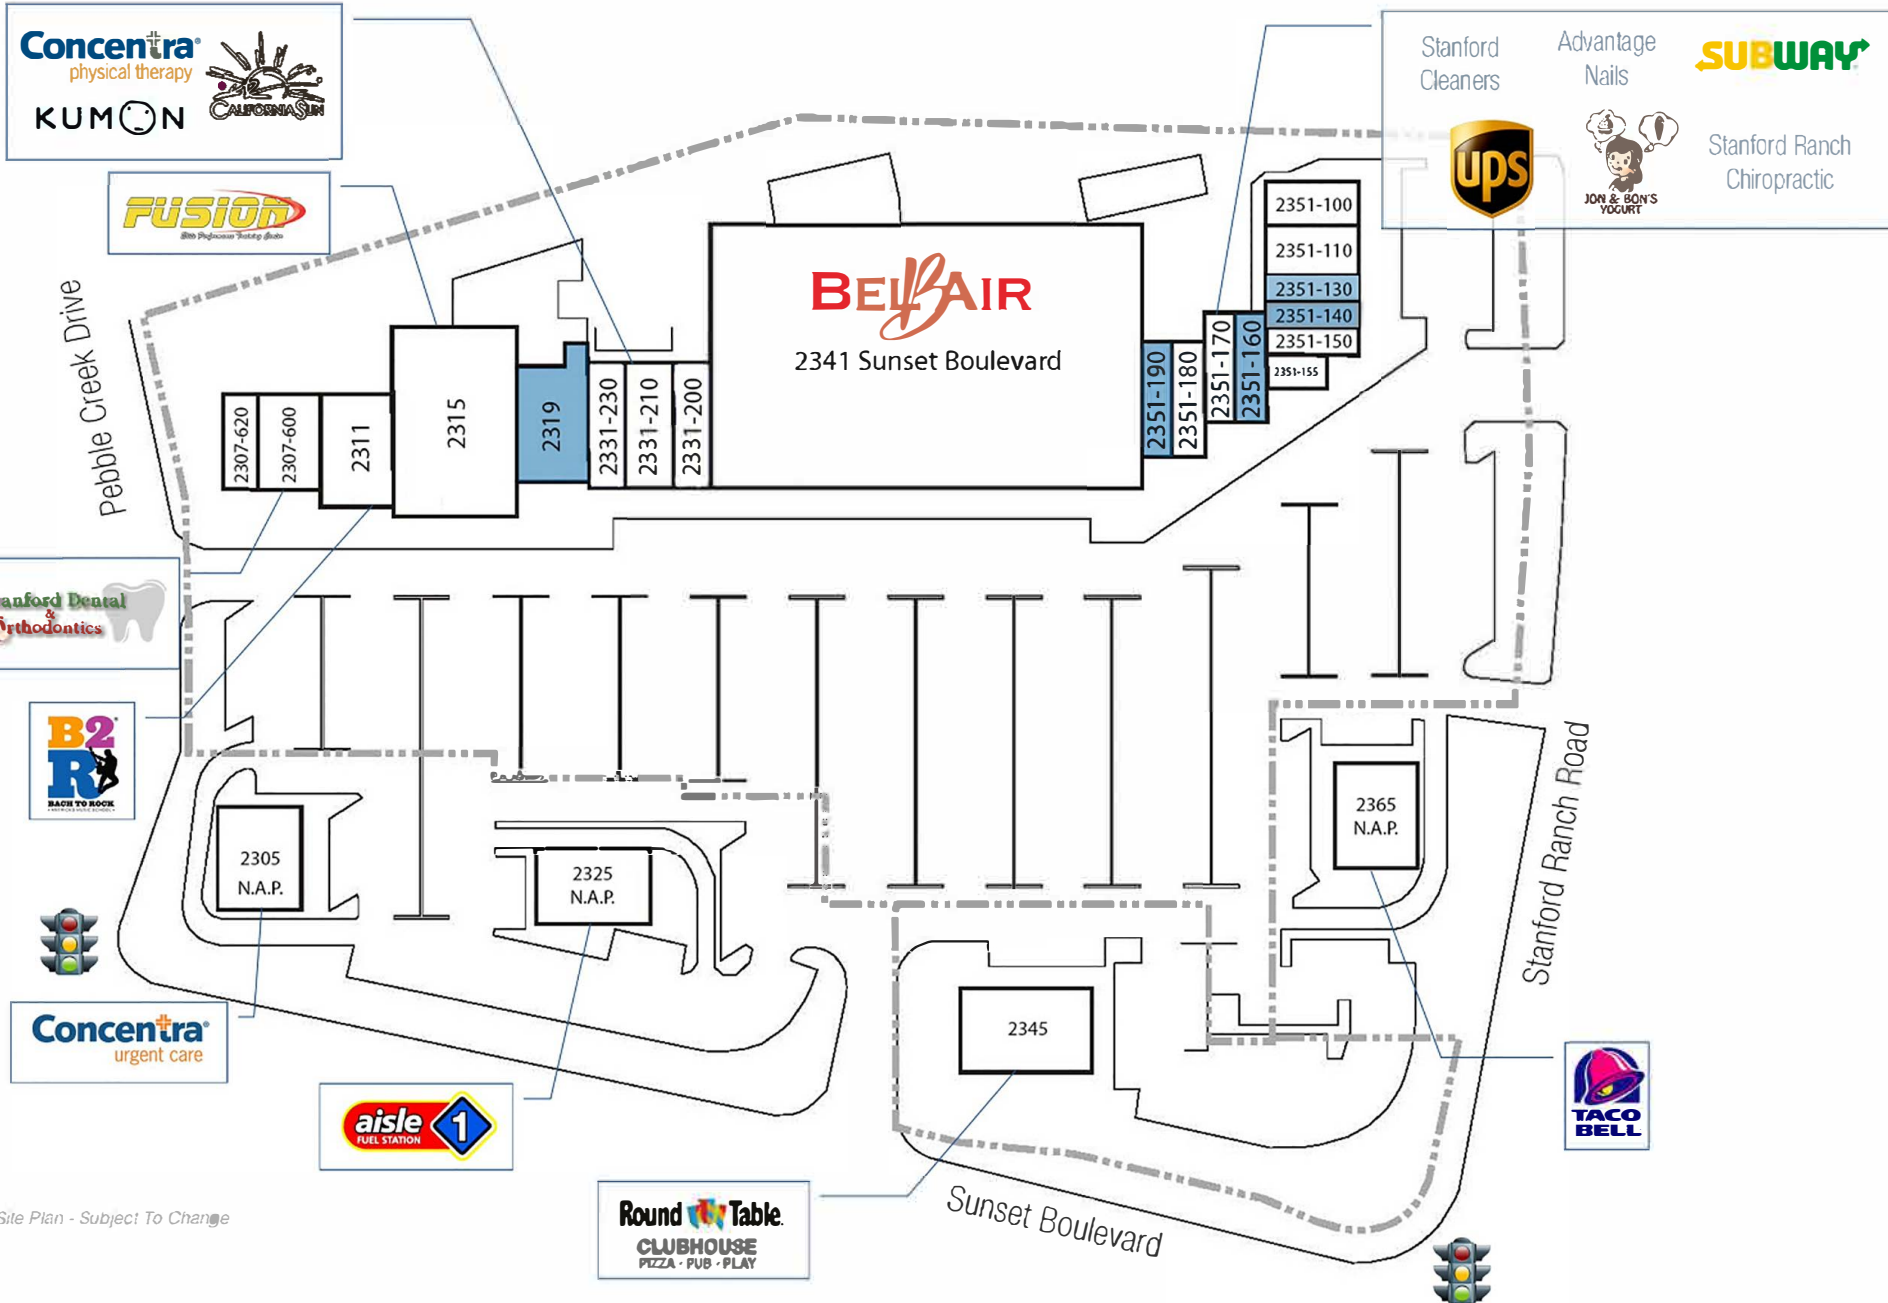 Concentra
physical therapy
KUMON
CALIFORNIA SUN
Stanford
Cleaners
Advantage
Nails
SUBWAY
ups
JON & BON'S
YOGURT
Stanford Ranch
Chiropractic
FUSION
BEL AIR
2341 Sunset Boulevard
2351-100
2351-110
2351-130
2351-140
2351-150
2351-155
2351-160
2351-170
2351-180
2351-190
2331-200
2331-210
2331-230
2319
2315
2311
2307-600
2307-620
Pebble Creek Drive
anford Dental
&
Orthodontics
B2
R
BACH TO ROCK
2305
N.A.P.
2325
N.A.P.
2345
2365
N.A.P.
Stanford Ranch Road
Concentra
urgent care
aisle 1
FUEL STATION
Round Table
CLUBHOUSE
PIZZA · PUB · PLAY
TACO
BELL
Sunset Boulevard
Site Plan - Subject To Change